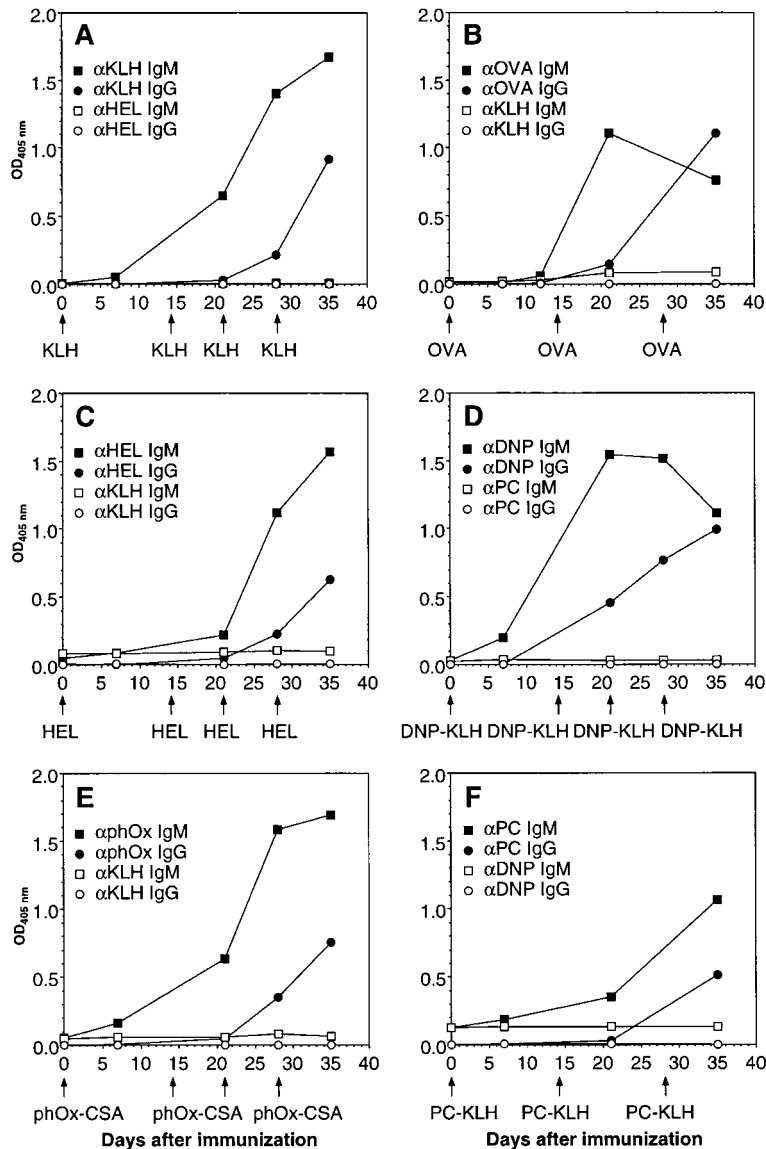 A
■ αKLH IgM
● αKLH IgG
□ αHEL IgM
○ αHEL IgG
OD405 nm
2.0
1.5
1.0
0.5
0.0
0 5 10 15 20 25 30 35 40
KLH KLH KLH KLH
B
■ αOVA IgM
● αOVA IgG
□ αKLH IgM
○ αKLH IgG
2.0
1.5
1.0
0.5
0.0
0 5 10 15 20 25 30 35 40
OVA OVA OVA
C
■ αHEL IgM
● αHEL IgG
□ αKLH IgM
○ αKLH IgG
OD405 nm
2.0
1.5
1.0
0.5
0.0
0 5 10 15 20 25 30 35 40
HEL HEL HEL HEL
D
■ αDNP IgM
● αDNP IgG
□ αPC IgM
○ αPC IgG
2.0
1.5
1.0
0.5
0.0
0 5 10 15 20 25 30 35 40
DNP-KLH DNP-KLH DNP-KLH DNP-KLH
E
■ αphOx IgM
● αphOx IgG
□ αKLH IgM
○ αKLH IgG
OD405 nm
2.0
1.5
1.0
0.5
0.0
0 5 10 15 20 25 30 35 40
phOx-CSA phOx-CSA phOx-CSA
Days after immunization
F
■ αPC IgM
● αPC IgG
□ αDNP IgM
○ αDNP IgG
2.0
1.5
1.0
0.5
0.0
0 5 10 15 20 25 30 35 40
PC-KLH PC-KLH PC-KLH
Days after immunization